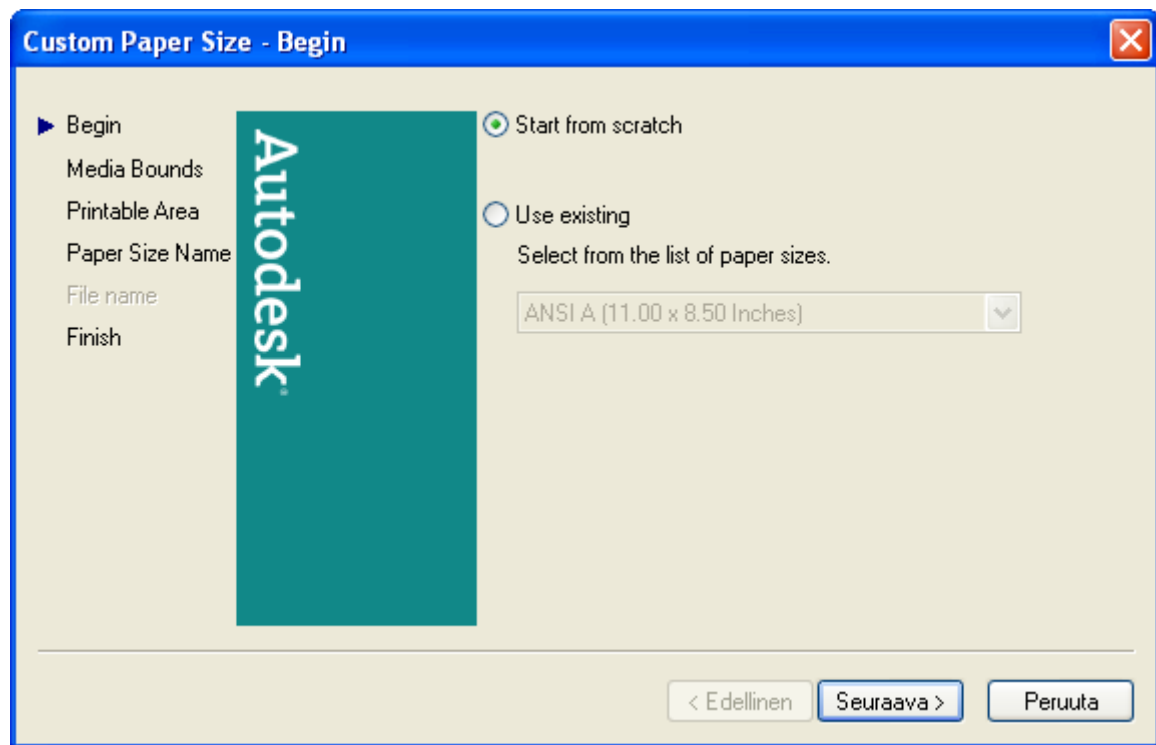 Custom Paper Size - Begin
Begin
Media Bounds
Printable Area
Paper Size Name
File name
Finish
Autodesk
Start from scratch
Use existing
Select from the list of paper sizes.
ANSI A (11.00 x 8.50 Inches)
< Edellinen
Seuraava >
Peruuta